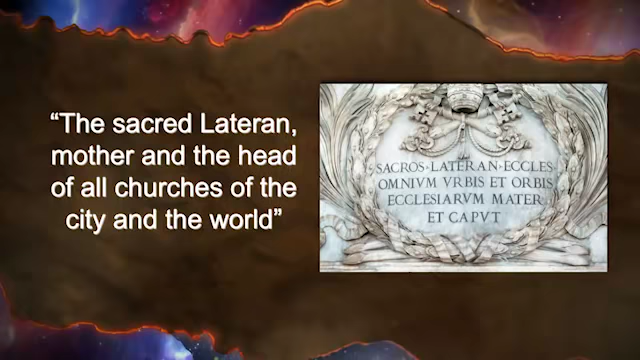 “The sacred Lateran,
mother and the head
of all churches of the
city and the world”
SACROS·LATERAN·ECCLES
OMNIVM VRBIS ET ORBIS
ECCLESIARVM MATER
ET CAPVT